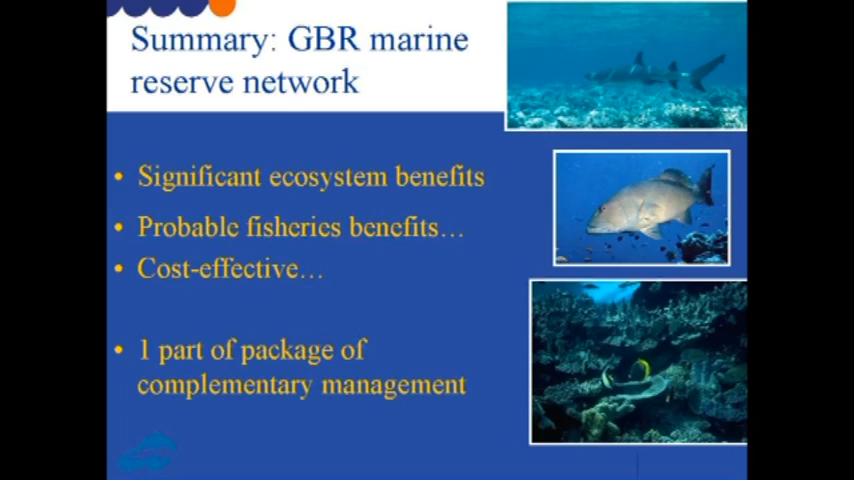 Summary: GBR marine
reserve network
• Significant ecosystem benefits
• Probable fisheries benefits…
• Cost-effective…
• 1 part of package of
complementary management